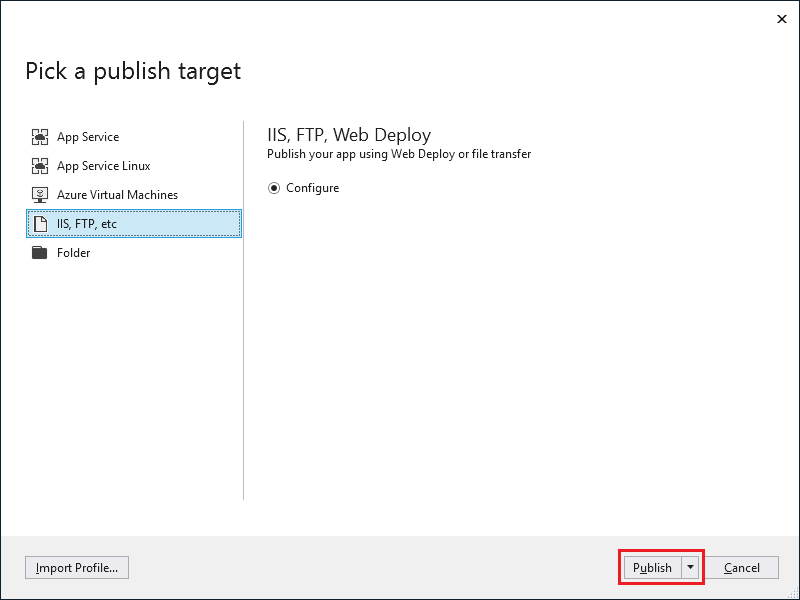 Pick a publish target
App Service
App Service Linux
Azure Virtual Machines
IIS, FTP, etc
Folder
IIS, FTP, Web Deploy
Publish your app using Web Deploy or file transfer
Configure
Import Profile...
Publish
Cancel